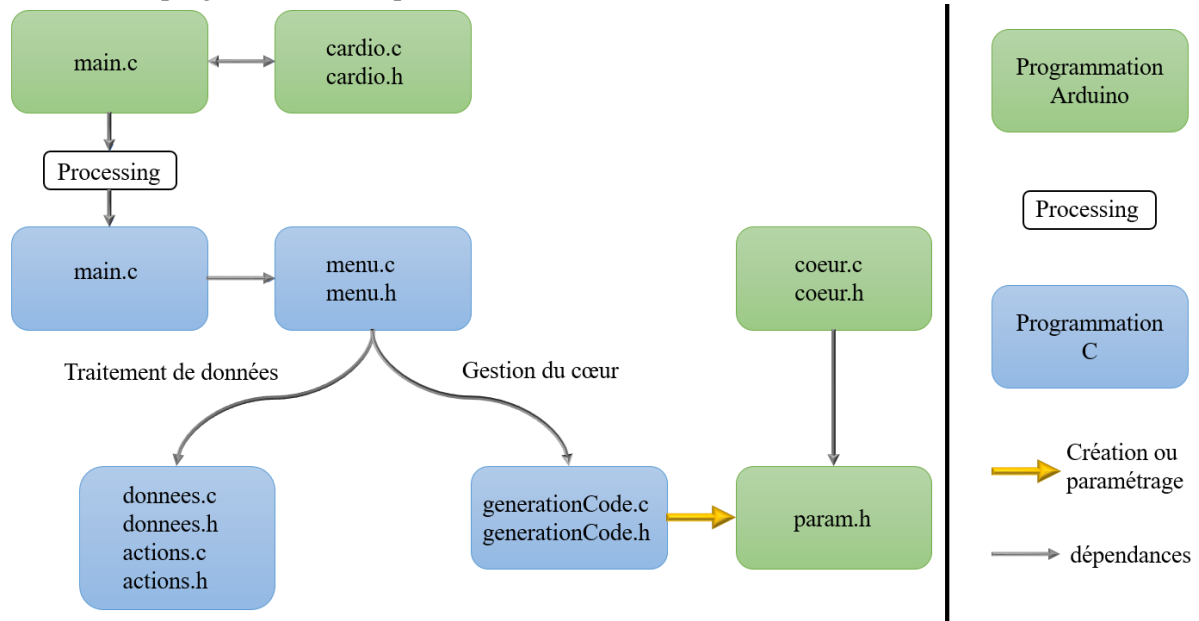 main.c
cardio.c
cardio.h
Processing
main.c
menu.c
menu.h
coeur.c
coeur.h
Traitement de données
Gestion du cœur
donnees.c
donnees.h
actions.c
actions.h
generationCode.c
generationCode.h
param.h
Programmation
Arduino
Processing
Programmation
C
Création ou
paramétrage
dépendances